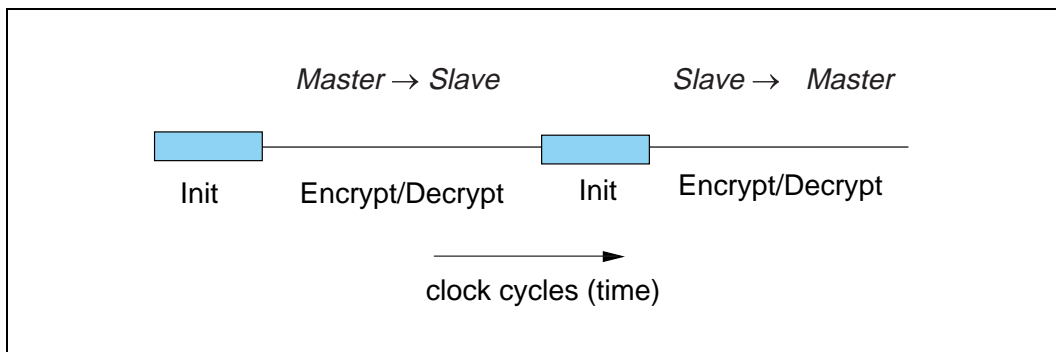 Master → Slave Slave → Master
Init Encrypt/Decrypt Init Encrypt/Decrypt
clock cycles (time)